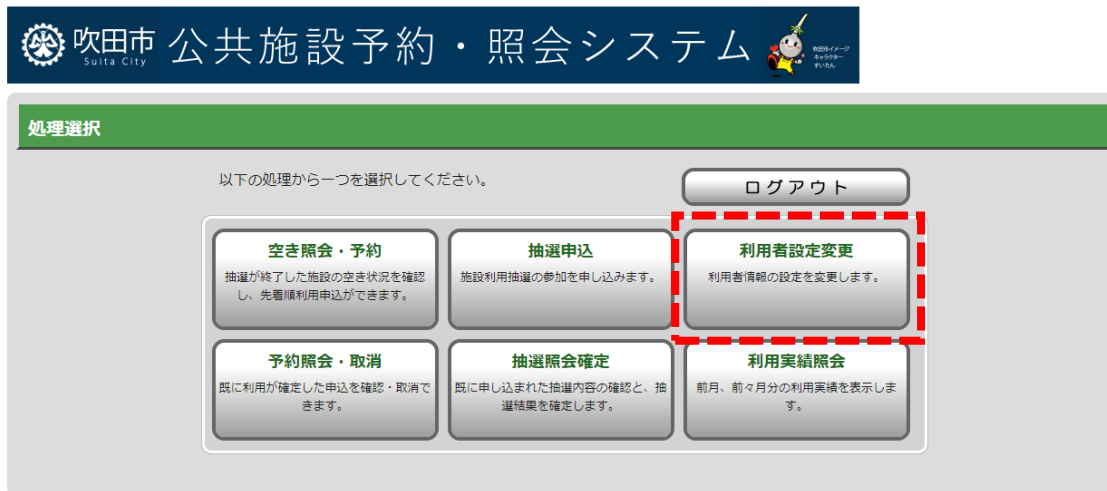 吹田市
Suita City
公共施設予約・照会システム
吹田市イメージ
キャラクター
すいたん
処理選択
以下の処理から一つを選択してください。
ログアウト
空き照会・予約
抽選が終了した施設の空き状況を確認
し、先着順利用申込ができます。
抽選申込
施設利用抽選の参加を申し込みます。
利用者設定変更
利用者情報の設定を変更します。
予約照会・取消
既に利用が確定した申込を確認・取消で
きます。
抽選照会確定
既に申し込まれた抽選内容の確認と、抽
選結果を確定します。
利用実績照会
前月、前々月分の利用実績を表示しま
す。